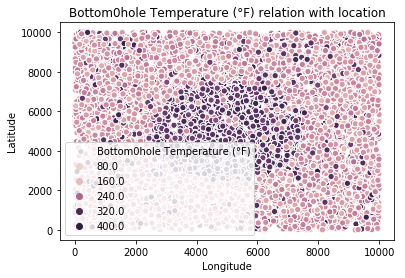 Bottom0hole Temperature (°F) relation with location
10000
8000
6000
4000
2000
0
Latitude
Bottom0hole Temperature (°F)
80.0
160.0
240.0
320.0
400.0
0 2000 4000 6000 8000 10000
Longitude